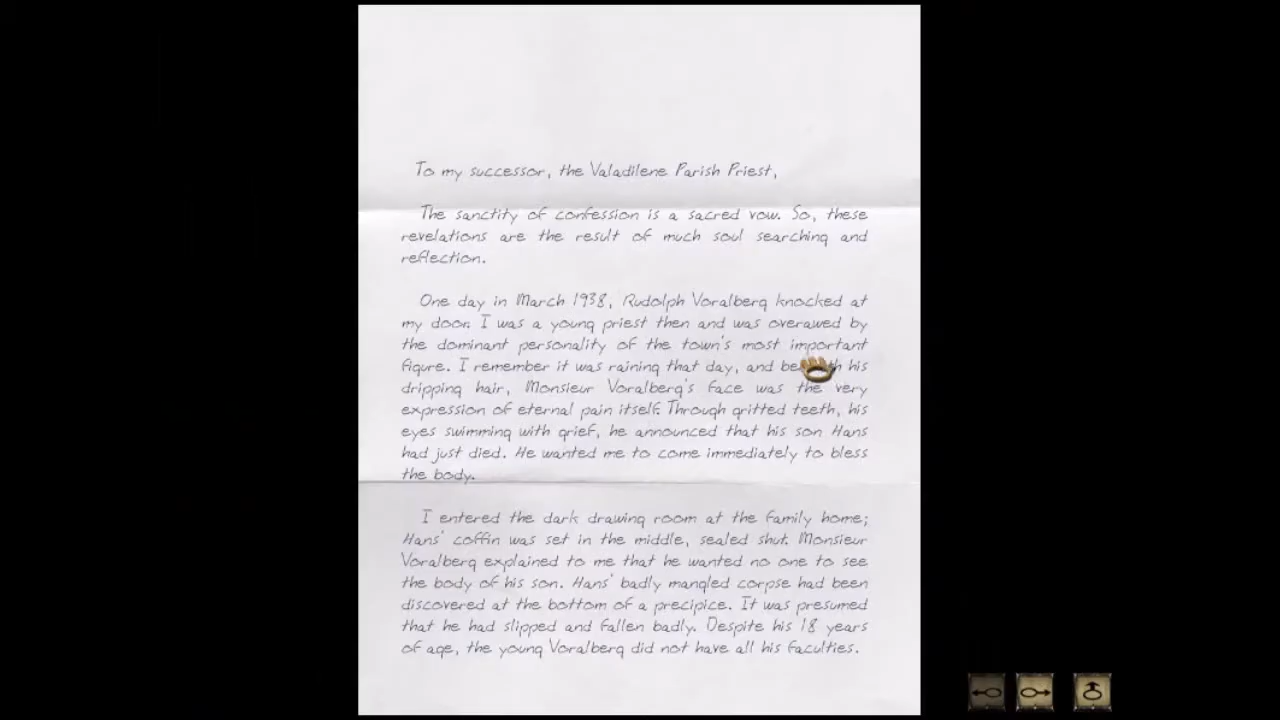 To my successor, the Valadilene Parish Priest,
The sanctity of confession is a sacred vow. So, these
revelations are the result of much soul searching and
reflection.
One day in March 1938, Rudolph Voralberg knocked at
my door. I was a young priest then and was overawed by
the dominant personality of the town's most important
figure. I remember it was raining that day, and his
dripping hair, Monsieur Voralberg's face was the very
expression of eternal pain itself. Through gritted teeth, his
eyes swimming with grief, he announced that his son Hans
had just died. He wanted me to come immediately to bless
the body.
I entered the dark drawing room at the family home;
Hans' coffin was set in the middle, sealed shut. Monsieur
Voralberg explained to me that he wanted no one to see
the body of his son. Hans' badly mangled corpse had been
discovered at the bottom of a precipice. It was presumed
that he had slipped and fallen badly. Despite his 18 years
of age, the young Voralberg did not have all his faculties.